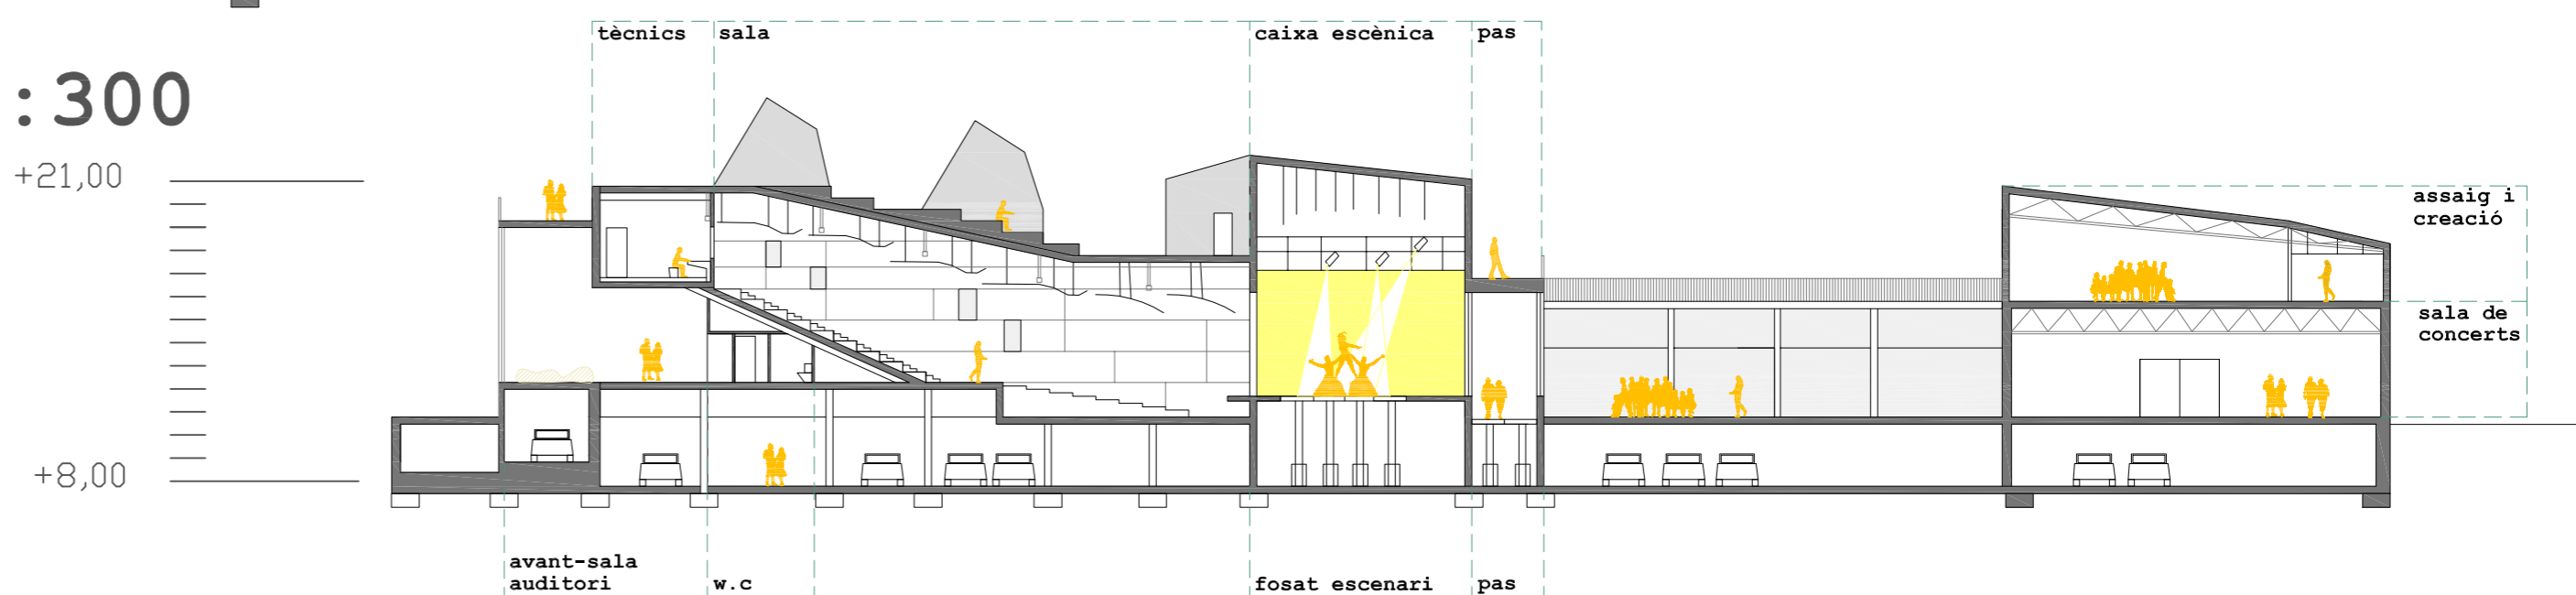 tècnics
sala
caixa escènica
pas
:300
+21,00
assaig i
creació
sala de
concerts
+8,00
avant-sala
auditori
w.c
fosat escenari
pas